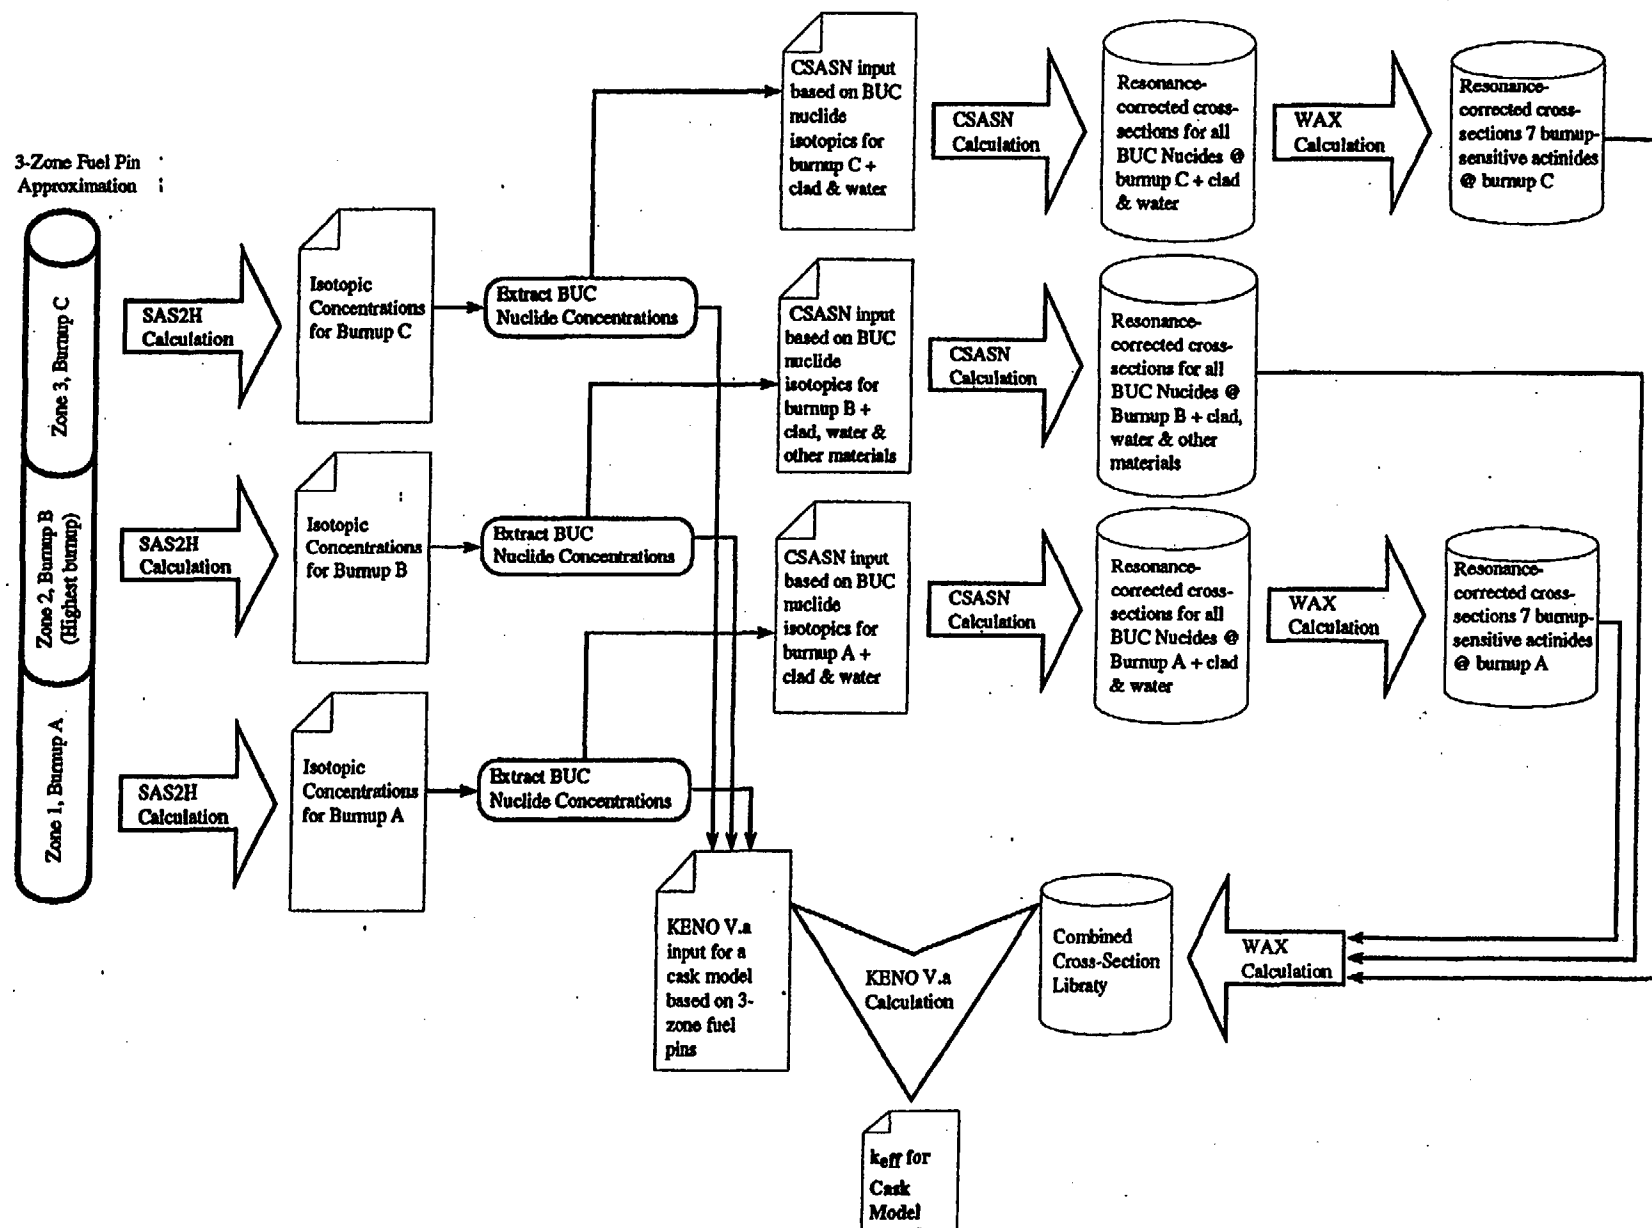 3-Zone Fuel Pin
Approximation
Zone 3, Burnup C
Zone 2, Burnup B
(Highest burnup)
Zone 1, Burnup A
SAS2H
Calculation
Isotopic
Concentrations
for Burnup C
Extract BUC
Nuclide Concentrations
CSASN input
based on BUC
nuclide
isotopics for
burnup C +
clad & water
CSASN
Calculation
Resonance-
corrected cross-
sections for all
BUC Nucides @
burnup C + clad
& water
WAX
Calculation
Resonance-
corrected cross-
sections 7 burnup-
sensitive actinides
@ burnup C
SAS2H
Calculation
Isotopic
Concentrations
for Burnup B
Extract BUC
Nuclide Concentrations
CSASN input
based on BUC
nuclide
isotopics for
burnup B +
clad, water &
other materials
CSASN
Calculation
Resonance-
corrected cross-
sections for all
BUC Nucides @
Burnup B + clad,
water & other
materials
SAS2H
Calculation
Isotopic
Concentrations
for Burnup A
Extract BUC
Nuclide Concentrations
CSASN input
based on BUC
nuclide
isotopics for
burnup A +
clad & water
CSASN
Calculation
Resonance-
corrected cross-
sections for all
BUC Nucides @
Burnup A + clad
& water
WAX
Calculation
Resonance-
corrected cross-
sections 7 burnup-
sensitive actinides
@ burnup A
KENO V.a
input for a
cask model
based on 3-
zone fuel
pins
KENO V.a
Calculation
Combined
Cross-Section
Libraty
WAX
Calculation
keff for
Cask
Model